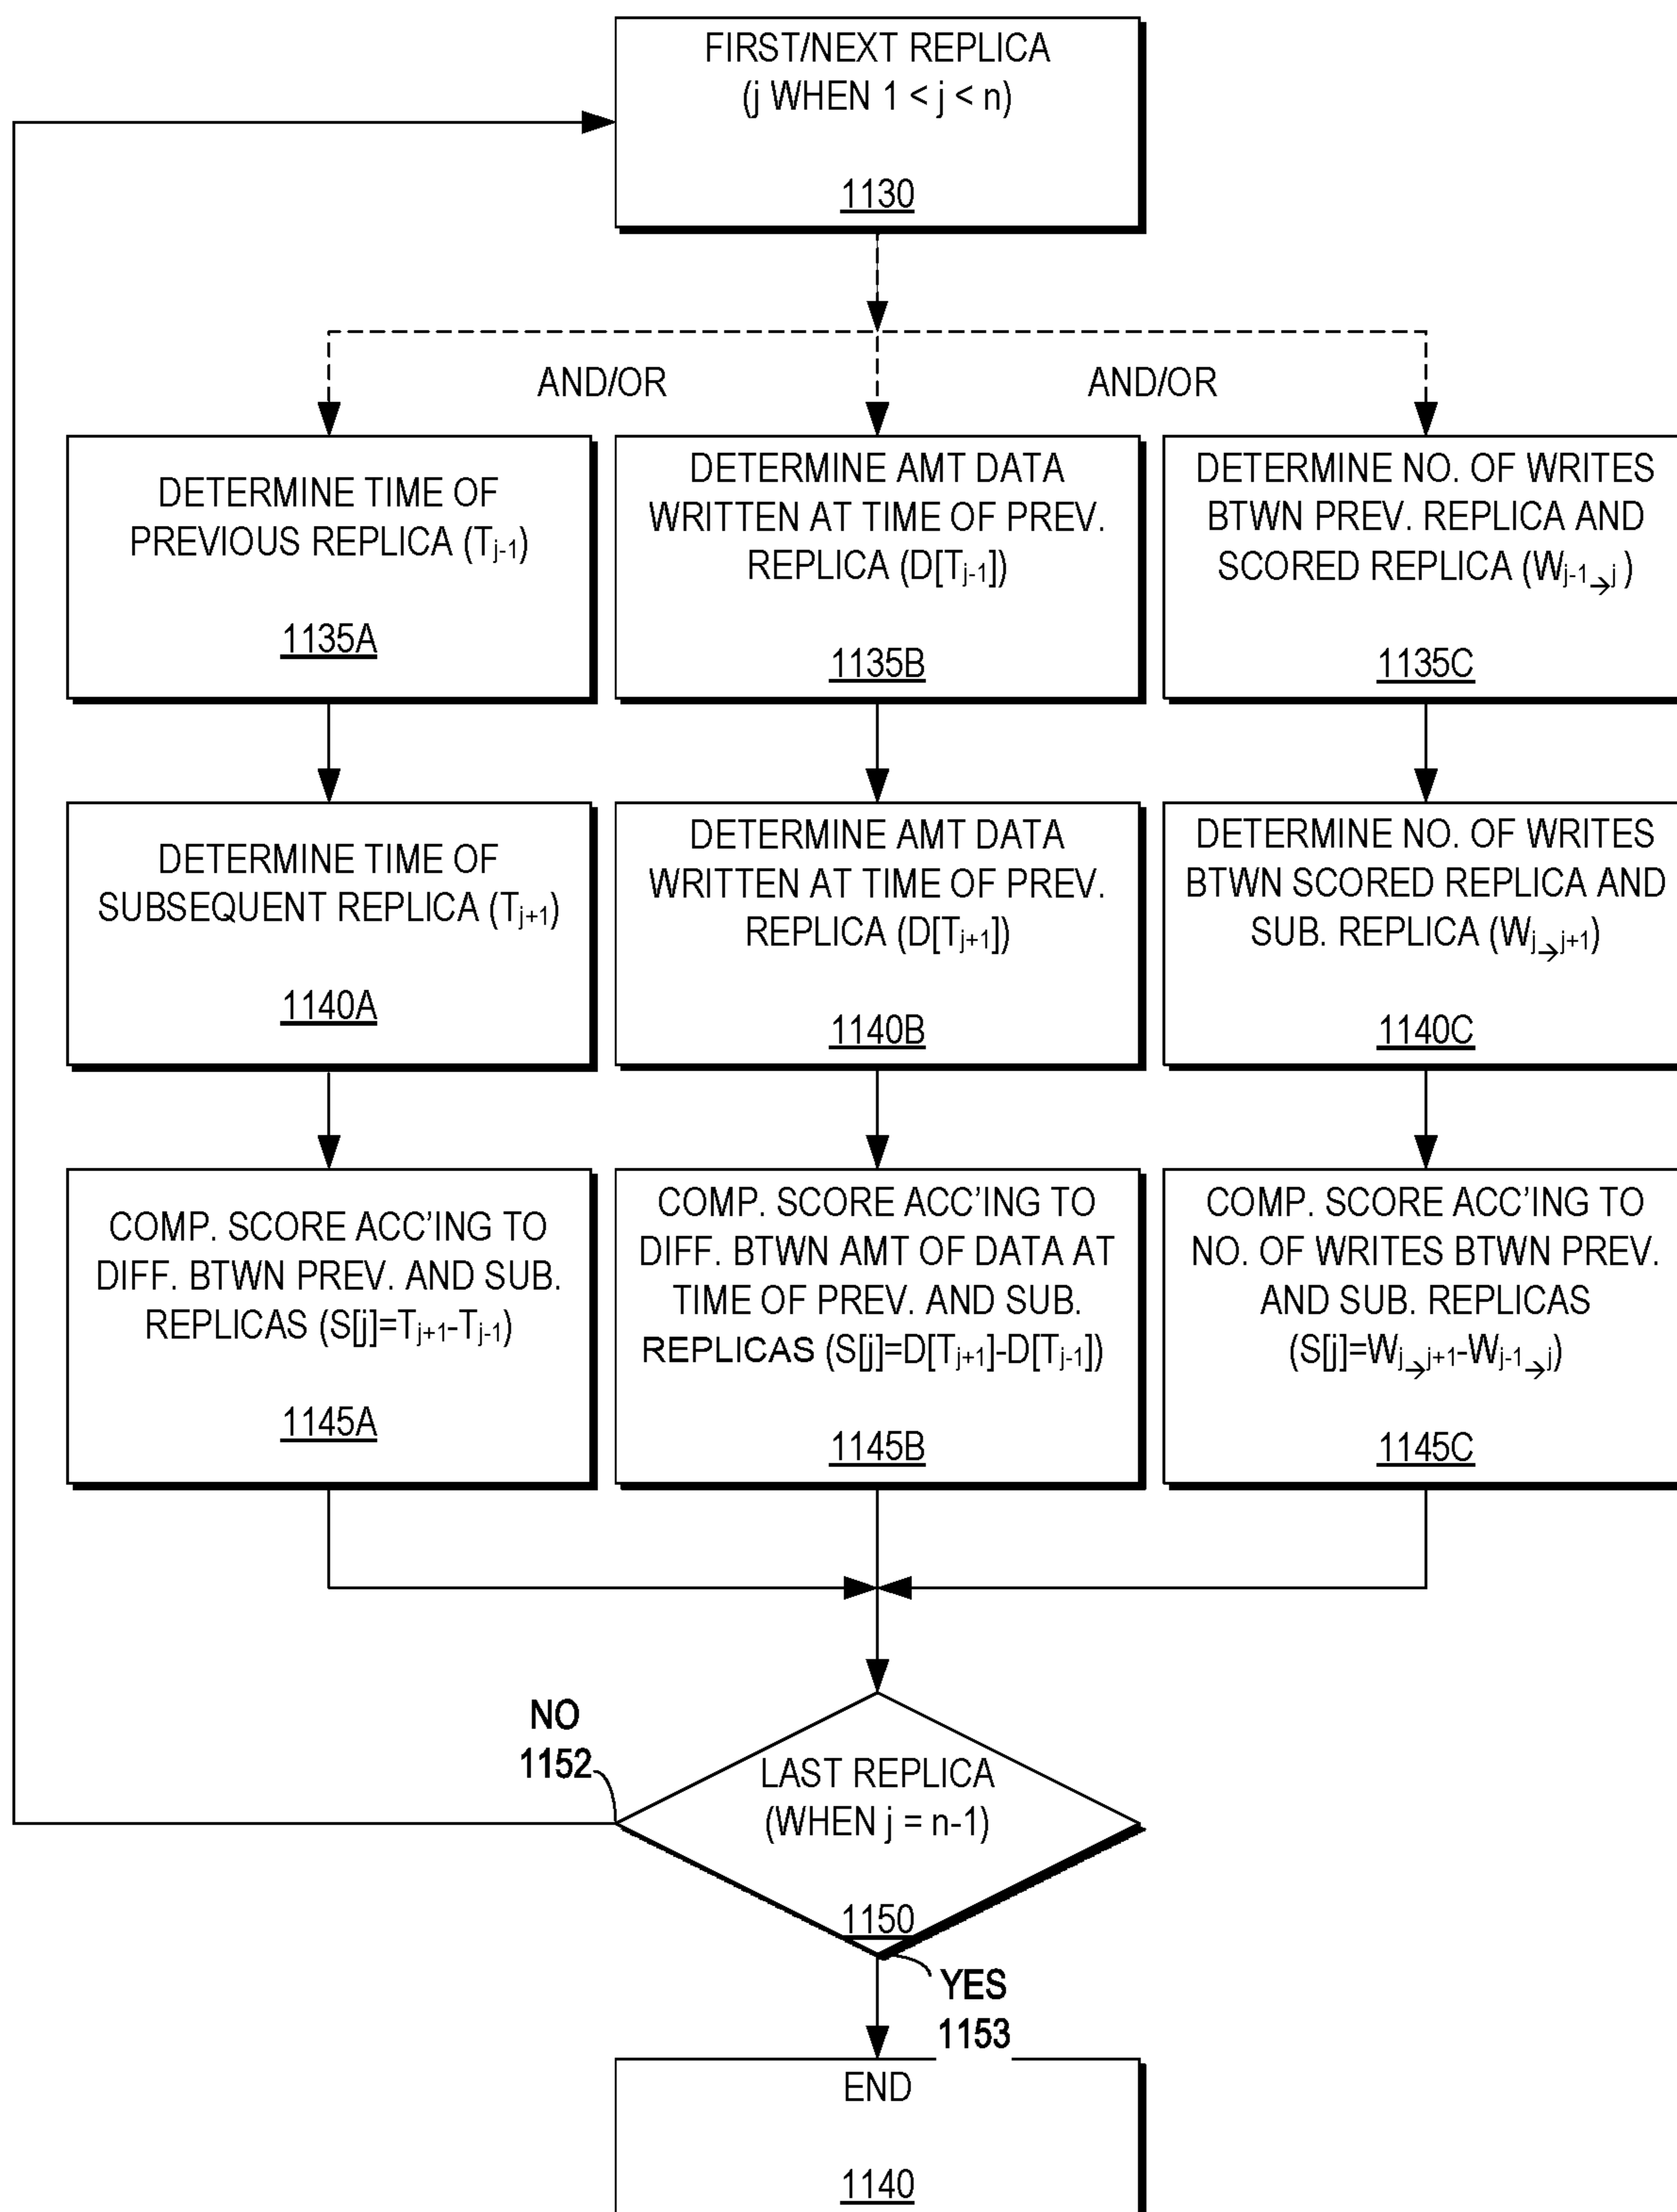 FIRST/NEXT REPLICA
(j WHEN 1 < j < n)
1130
AND/OR
AND/OR
DETERMINE TIME OF
PREVIOUS REPLICA (Tj-1)
1135A
DETERMINE AMT DATA
WRITTEN AT TIME OF PREV.
REPLICA (D[Tj-1])
1135B
DETERMINE NO. OF WRITES
BTWN PREV. REPLICA AND
SCORED REPLICA (Wj-1→j)
1135C
DETERMINE TIME OF
SUBSEQUENT REPLICA (Tj+1)
1140A
DETERMINE AMT DATA
WRITTEN AT TIME OF PREV.
REPLICA (D[Tj+1])
1140B
DETERMINE NO. OF WRITES
BTWN SCORED REPLICA AND
SUB. REPLICA (Wj→j+1)
1140C
COMP. SCORE ACC'ING TO
DIFF. BTWN PREV. AND SUB.
REPLICAS (S[j]=Tj+1-Tj-1)
1145A
COMP. SCORE ACC'ING TO
DIFF. BTWN AMT OF DATA AT
TIME OF PREV. AND SUB.
REPLICAS (S[j]=D[Tj+1]-D[Tj-1])
1145B
COMP. SCORE ACC'ING TO
NO. OF WRITES BTWN PREV.
AND SUB. REPLICAS
(S[j]=Wj→j+1-Wj-1→j)
1145C
NO
1152
LAST REPLICA
(WHEN j = n-1)
1150
YES
1153
END
1140